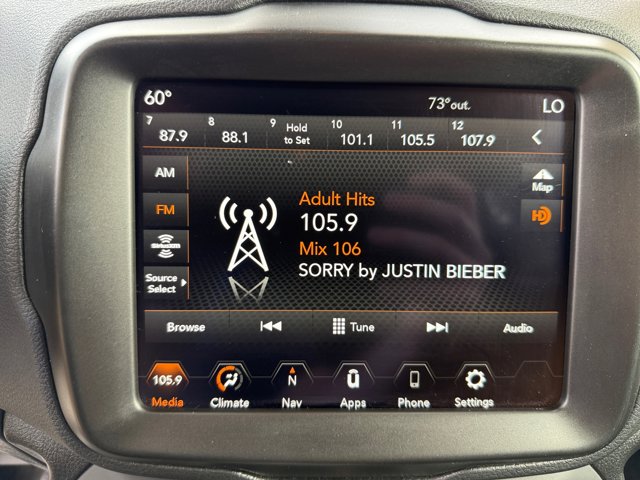 60° 73° out. LO
7 87.9 8 88.1 9 Hold to Set 10 101.1 11 105.5 12 107.9
AM
Map
Adult Hits
FM
105.9
HD
Mix 106
SiriusXM
SORRY by JUSTIN BIEBER
Source Select
Browse Tune Audio
105.9 N u
Media Climate Nav Apps Phone Settings